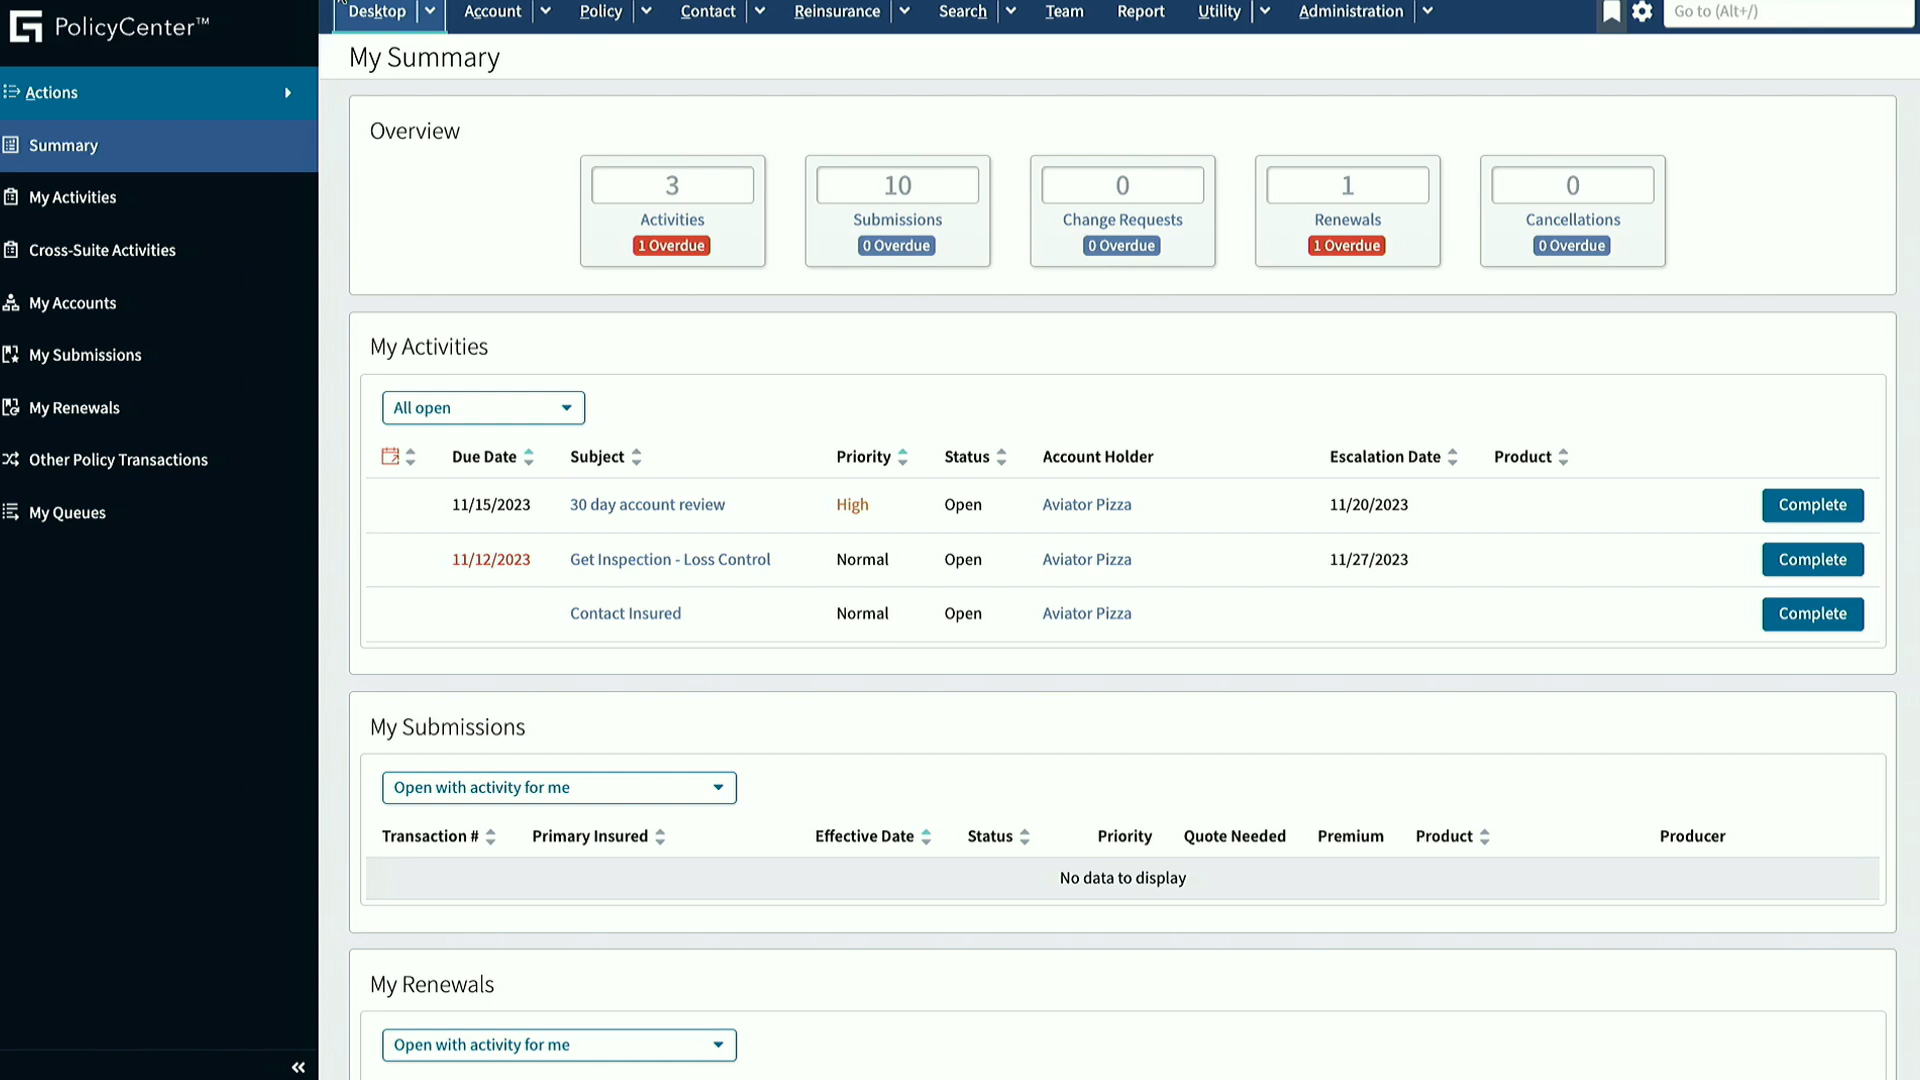 PolicyCenter™
Desktop Account Policy Contact Reinsurance Search Team Report Utility Administration Go to (Alt+/)
Actions
Summary
My Activities
Cross-Suite Activities
My Accounts
My Submissions
My Renewals
Other Policy Transactions
My Queues
My Summary
Overview
3 10 0 1 0
Activities Submissions Change Requests Renewals Cancellations
1 Overdue 0 Overdue 0 Overdue 1 Overdue 0 Overdue
My Activities
All open
Due Date Subject Priority Status Account Holder Escalation Date Product
11/15/2023 30 day account review High Open Aviator Pizza 11/20/2023 Complete
11/12/2023 Get Inspection - Loss Control Normal Open Aviator Pizza 11/27/2023 Complete
Contact Insured Normal Open Aviator Pizza Complete
My Submissions
Open with activity for me
Transaction # Primary Insured Effective Date Status Priority Quote Needed Premium Product Producer
No data to display
My Renewals
Open with activity for me